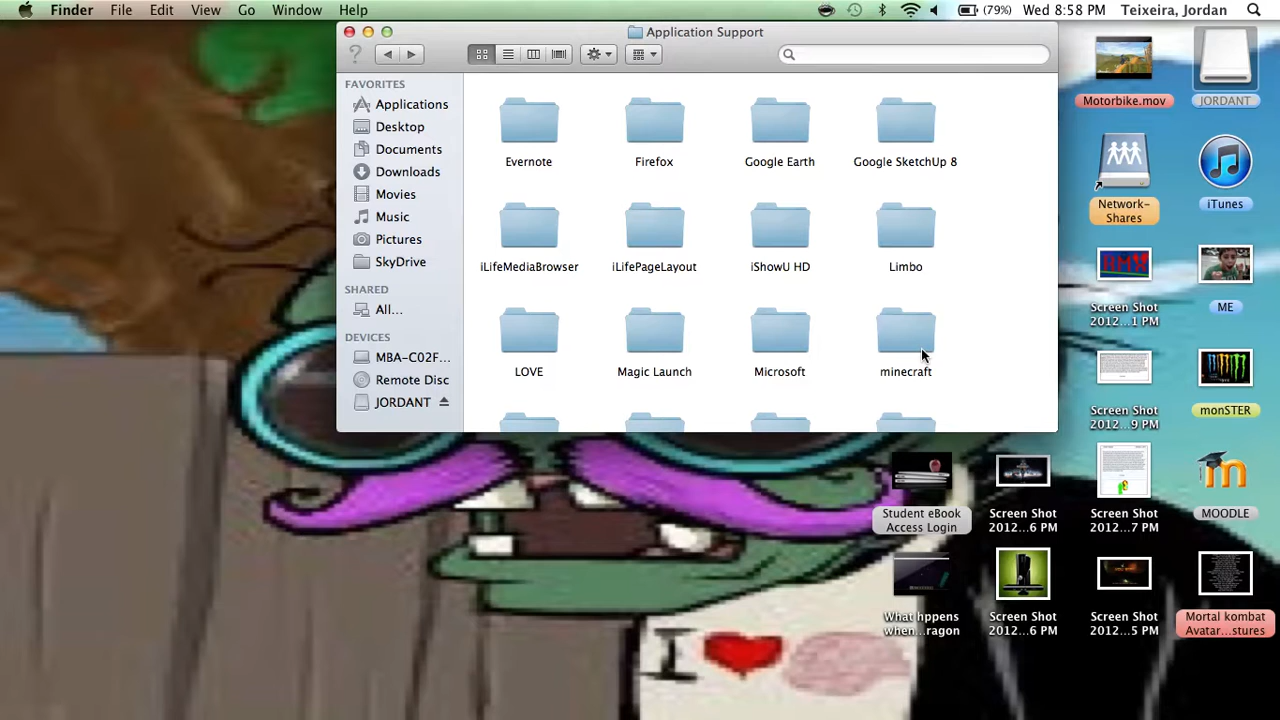 Finder File Edit View Go Window Help (79%) Wed 8:58 PM Teixeira, Jordan
Application Support
FAVORITES
Applications
Desktop
Documents
Downloads
Movies
Music
Pictures
SkyDrive
SHARED
All...
DEVICES
MBA-C02F...
Remote Disc
JORDANT
Evernote Firefox Google Earth Google SketchUp 8
iLifeMediaBrowser iLifePageLayout iShowU HD Limbo
LOVE Magic Launch Microsoft minecraft
Motorbike.mov JORDANT
Network-
Shares
iTunes
Screen Shot
2012...1 PM
ME
Screen Shot
2012...9 PM
monSTER
Student eBook
Access Login
Screen Shot
2012...6 PM
Screen Shot
2012...7 PM
MOODLE
What hppens
when...ragon
Screen Shot
2012...6 PM
Screen Shot
2012...5 PM
Mortal kombat
Avatar...stures
I